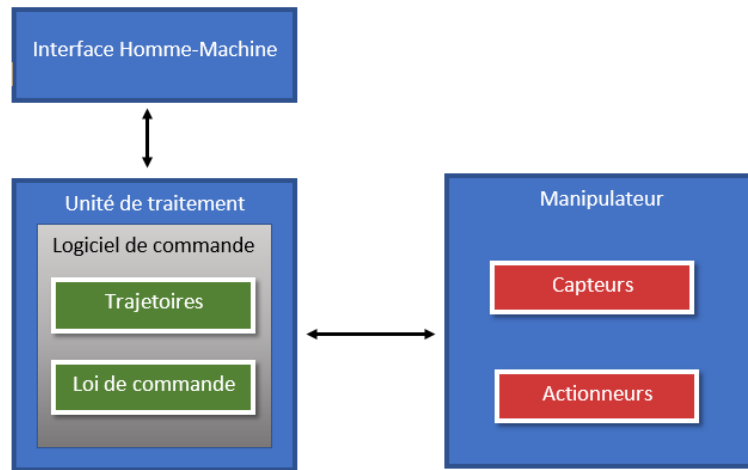 Interface Homme-Machine
Unité de traitement
Logiciel de commande
Trajetoires
Loi de commande
Manipulateur
Capteurs
Actionneurs